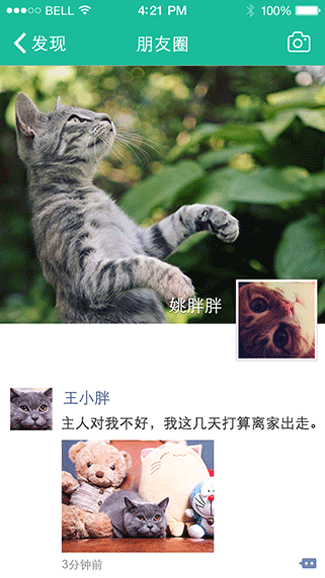 BELL 4:21 PM 100%
发现 朋友圈
姚胖胖
王小胖
主人对我不好，我这几天打算离家出走。
3分钟前